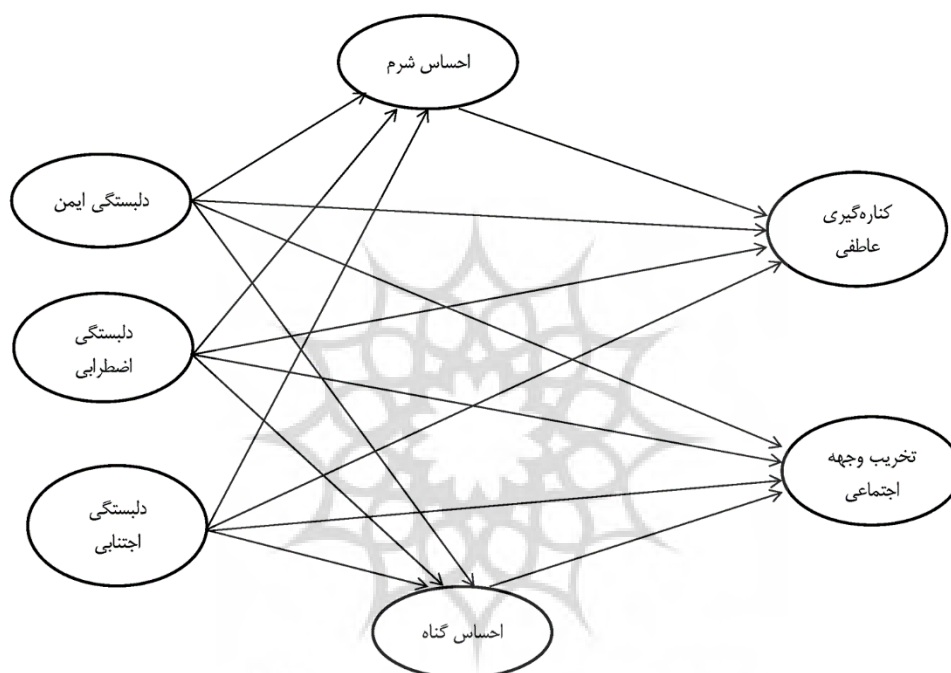 احساس شرم
دلبستگی ایمن
کناره‌گیری
عاطفی
دلبستگی
اضطرابی
تخریب وجهه
اجتماعی
دلبستگی
اجتنابی
احساس گناه